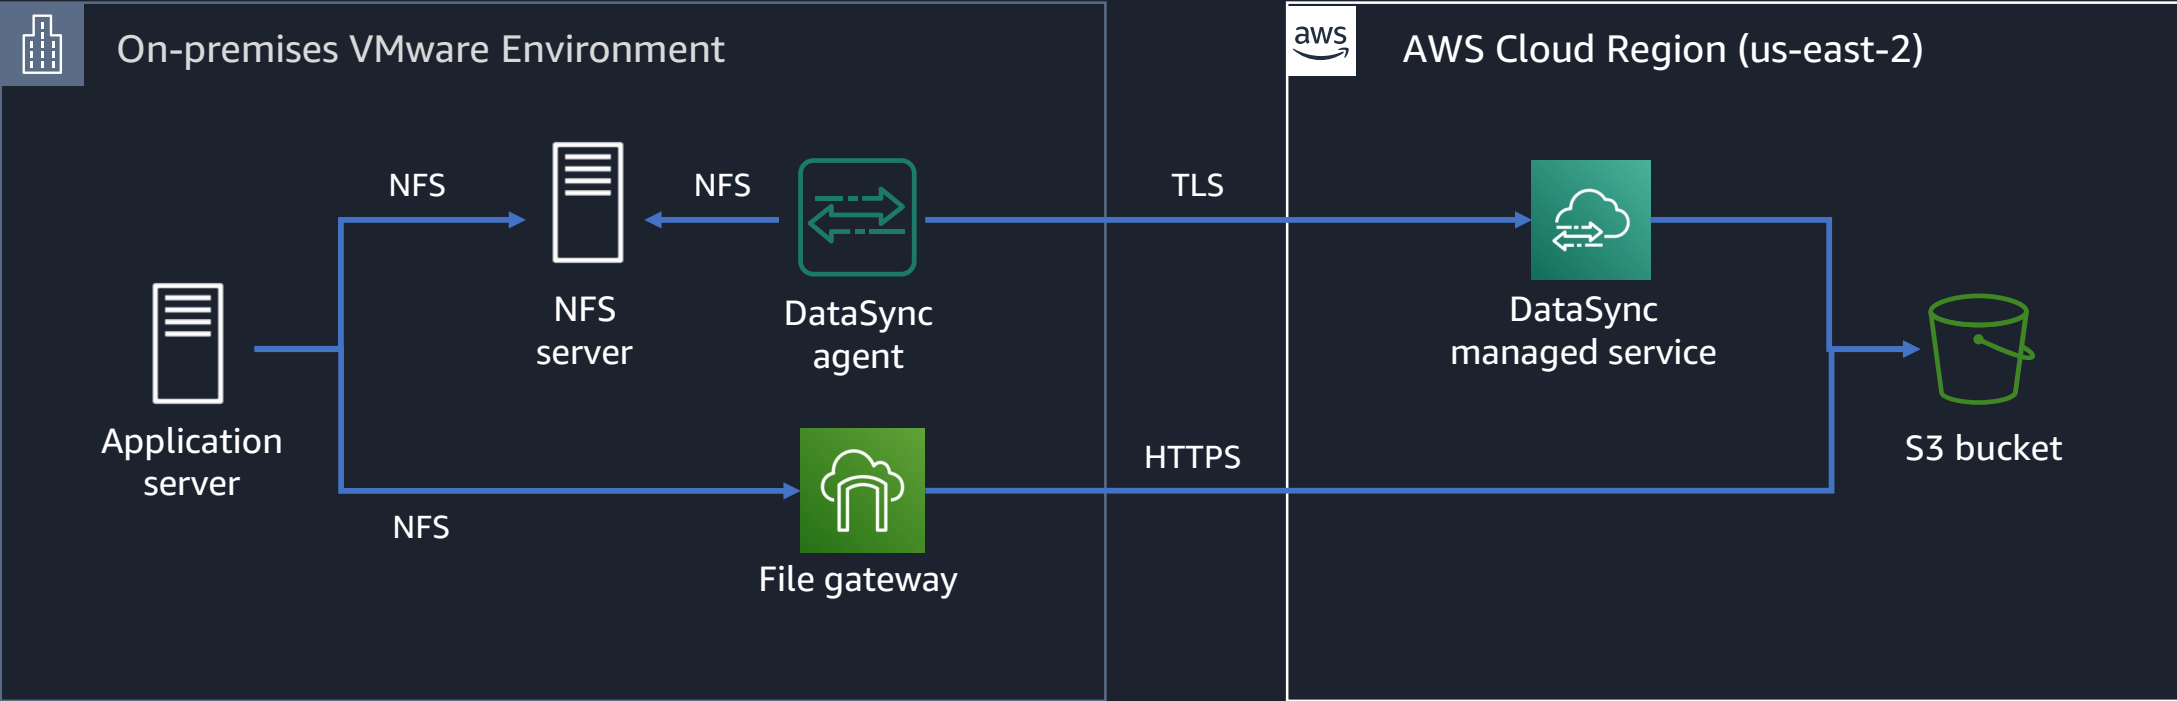 On-premises VMware Environment
aws
AWS Cloud Region (us-east-2)
NFS
NFS
TLS
NFS
server
DataSync
agent
DataSync
managed service
Application
server
HTTPS
S3 bucket
NFS
File gateway